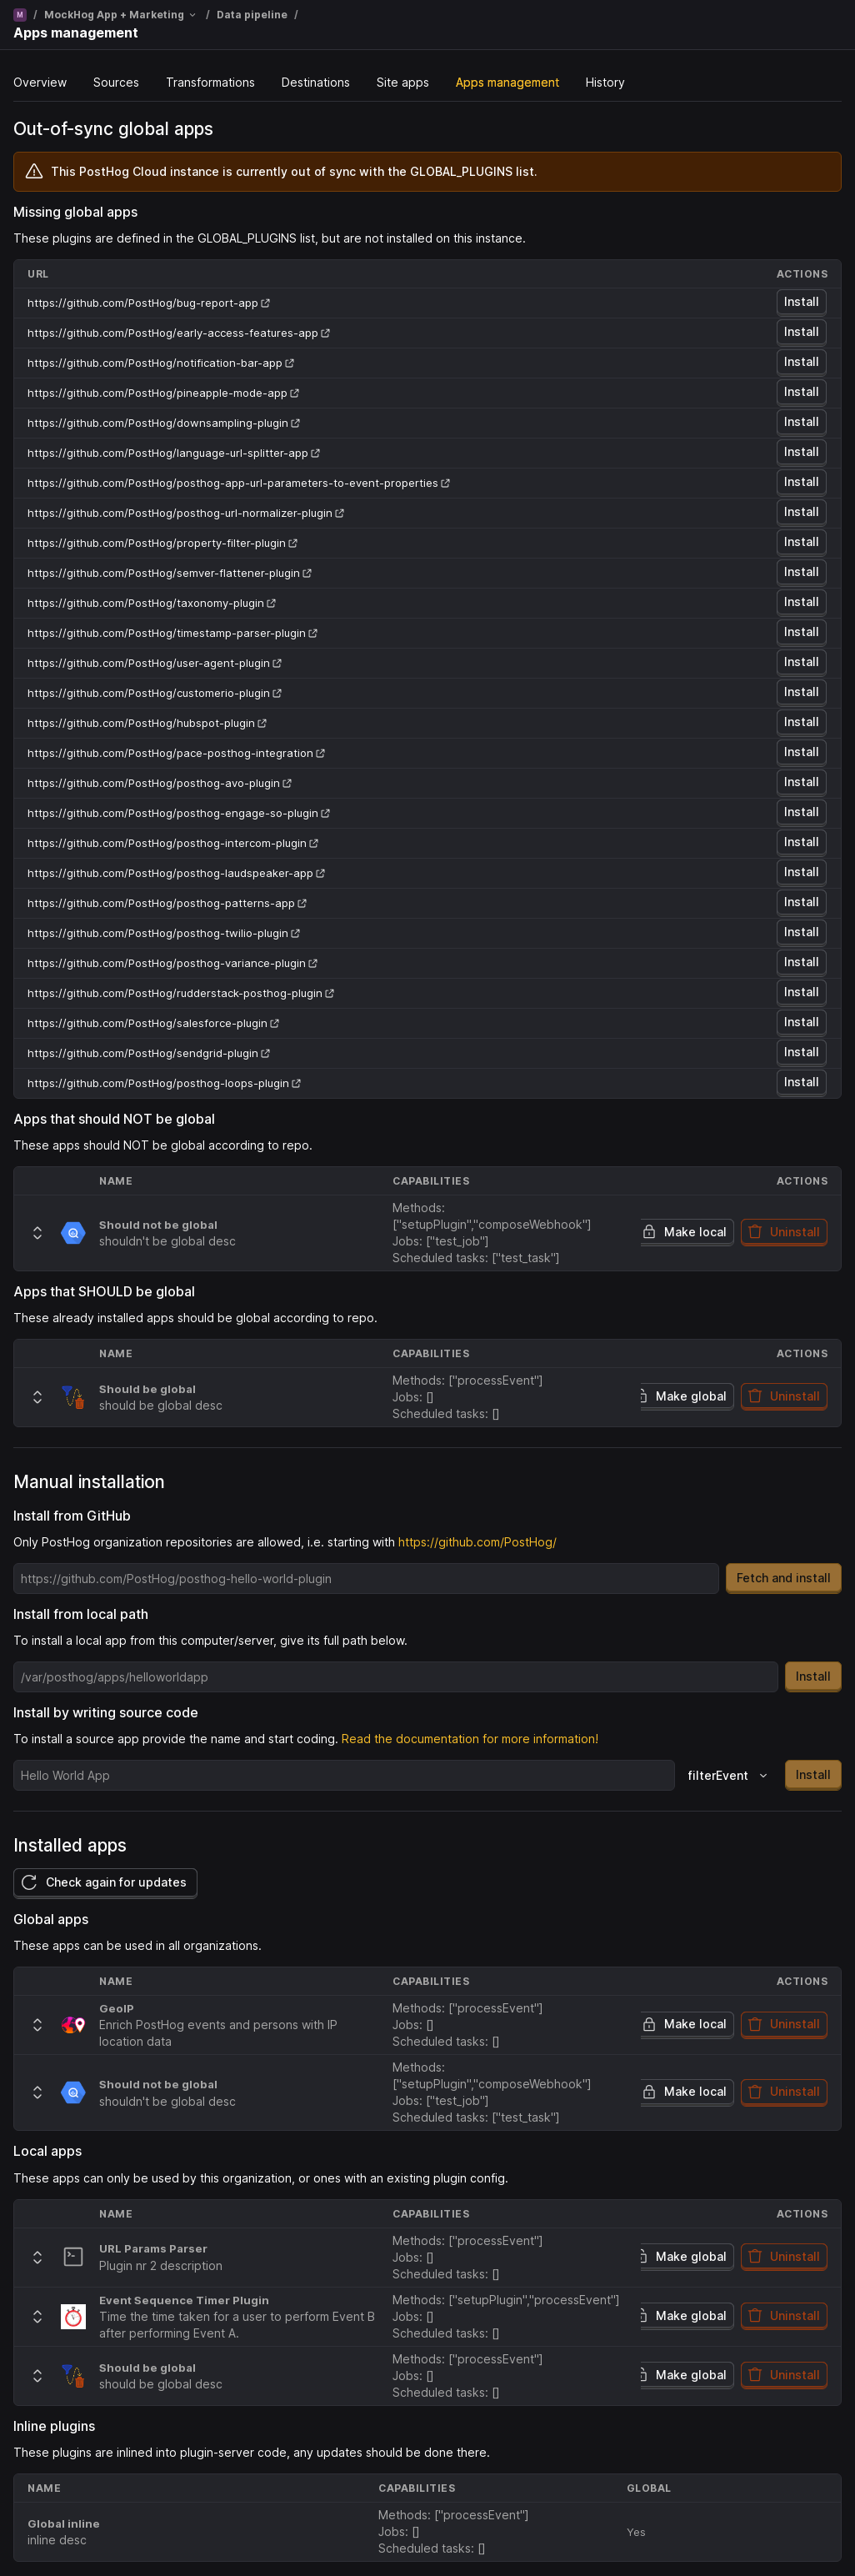 M / MockHog App + Marketing / Data pipeline /
Apps management
Overview Sources Transformations Destinations Site apps Apps management History
Out-of-sync global apps
This PostHog Cloud instance is currently out of sync with the GLOBAL_PLUGINS list.
Missing global apps
These plugins are defined in the GLOBAL_PLUGINS list, but are not installed on this instance.
URL ACTIONS
https://github.com/PostHog/bug-report-app Install
https://github.com/PostHog/early-access-features-app Install
https://github.com/PostHog/notification-bar-app Install
https://github.com/PostHog/pineapple-mode-app Install
https://github.com/PostHog/downsampling-plugin Install
https://github.com/PostHog/language-url-splitter-app Install
https://github.com/PostHog/posthog-app-url-parameters-to-event-properties Install
https://github.com/PostHog/posthog-url-normalizer-plugin Install
https://github.com/PostHog/property-filter-plugin Install
https://github.com/PostHog/semver-flattener-plugin Install
https://github.com/PostHog/taxonomy-plugin Install
https://github.com/PostHog/timestamp-parser-plugin Install
https://github.com/PostHog/user-agent-plugin Install
https://github.com/PostHog/customerio-plugin Install
https://github.com/PostHog/hubspot-plugin Install
https://github.com/PostHog/pace-posthog-integration Install
https://github.com/PostHog/posthog-avo-plugin Install
https://github.com/PostHog/posthog-engage-so-plugin Install
https://github.com/PostHog/posthog-intercom-plugin Install
https://github.com/PostHog/posthog-laudspeaker-app Install
https://github.com/PostHog/posthog-patterns-app Install
https://github.com/PostHog/posthog-twilio-plugin Install
https://github.com/PostHog/posthog-variance-plugin Install
https://github.com/PostHog/rudderstack-posthog-plugin Install
https://github.com/PostHog/salesforce-plugin Install
https://github.com/PostHog/sendgrid-plugin Install
https://github.com/PostHog/posthog-loops-plugin Install
Apps that should NOT be global
These apps should NOT be global according to repo.
NAME CAPABILITIES ACTIONS
Should not be global
shouldn't be global desc
Methods:
["setupPlugin","composeWebhook"]
Jobs: ["test_job"]
Scheduled tasks: ["test_task"]
Make local Uninstall
Apps that SHOULD be global
These already installed apps should be global according to repo.
NAME CAPABILITIES ACTIONS
Should be global
should be global desc
Methods: ["processEvent"]
Jobs: []
Scheduled tasks: []
Make global Uninstall
Manual installation
Install from GitHub
Only PostHog organization repositories are allowed, i.e. starting with https://github.com/PostHog/
https://github.com/PostHog/posthog-hello-world-plugin Fetch and install
Install from local path
To install a local app from this computer/server, give its full path below.
/var/posthog/apps/helloworldapp Install
Install by writing source code
To install a source app provide the name and start coding. Read the documentation for more information!
Hello World App filterEvent Install
Installed apps
Check again for updates
Global apps
These apps can be used in all organizations.
NAME CAPABILITIES ACTIONS
GeoIP
Enrich PostHog events and persons with IP
location data
Methods: ["processEvent"]
Jobs: []
Scheduled tasks: []
Make local Uninstall
Should not be global
shouldn't be global desc
Methods:
["setupPlugin","composeWebhook"]
Jobs: ["test_job"]
Scheduled tasks: ["test_task"]
Make local Uninstall
Local apps
These apps can only be used by this organization, or ones with an existing plugin config.
NAME CAPABILITIES ACTIONS
URL Params Parser
Plugin nr 2 description
Methods: ["processEvent"]
Jobs: []
Scheduled tasks: []
Make global Uninstall
Event Sequence Timer Plugin
Time the time taken for a user to perform Event B
after performing Event A.
Methods: ["setupPlugin","processEvent"]
Jobs: []
Scheduled tasks: []
Make global Uninstall
Should be global
should be global desc
Methods: ["processEvent"]
Jobs: []
Scheduled tasks: []
Make global Uninstall
Inline plugins
These plugins are inlined into plugin-server code, any updates should be done there.
NAME CAPABILITIES GLOBAL
Global inline
inline desc
Methods: ["processEvent"]
Jobs: []
Scheduled tasks: []
Yes